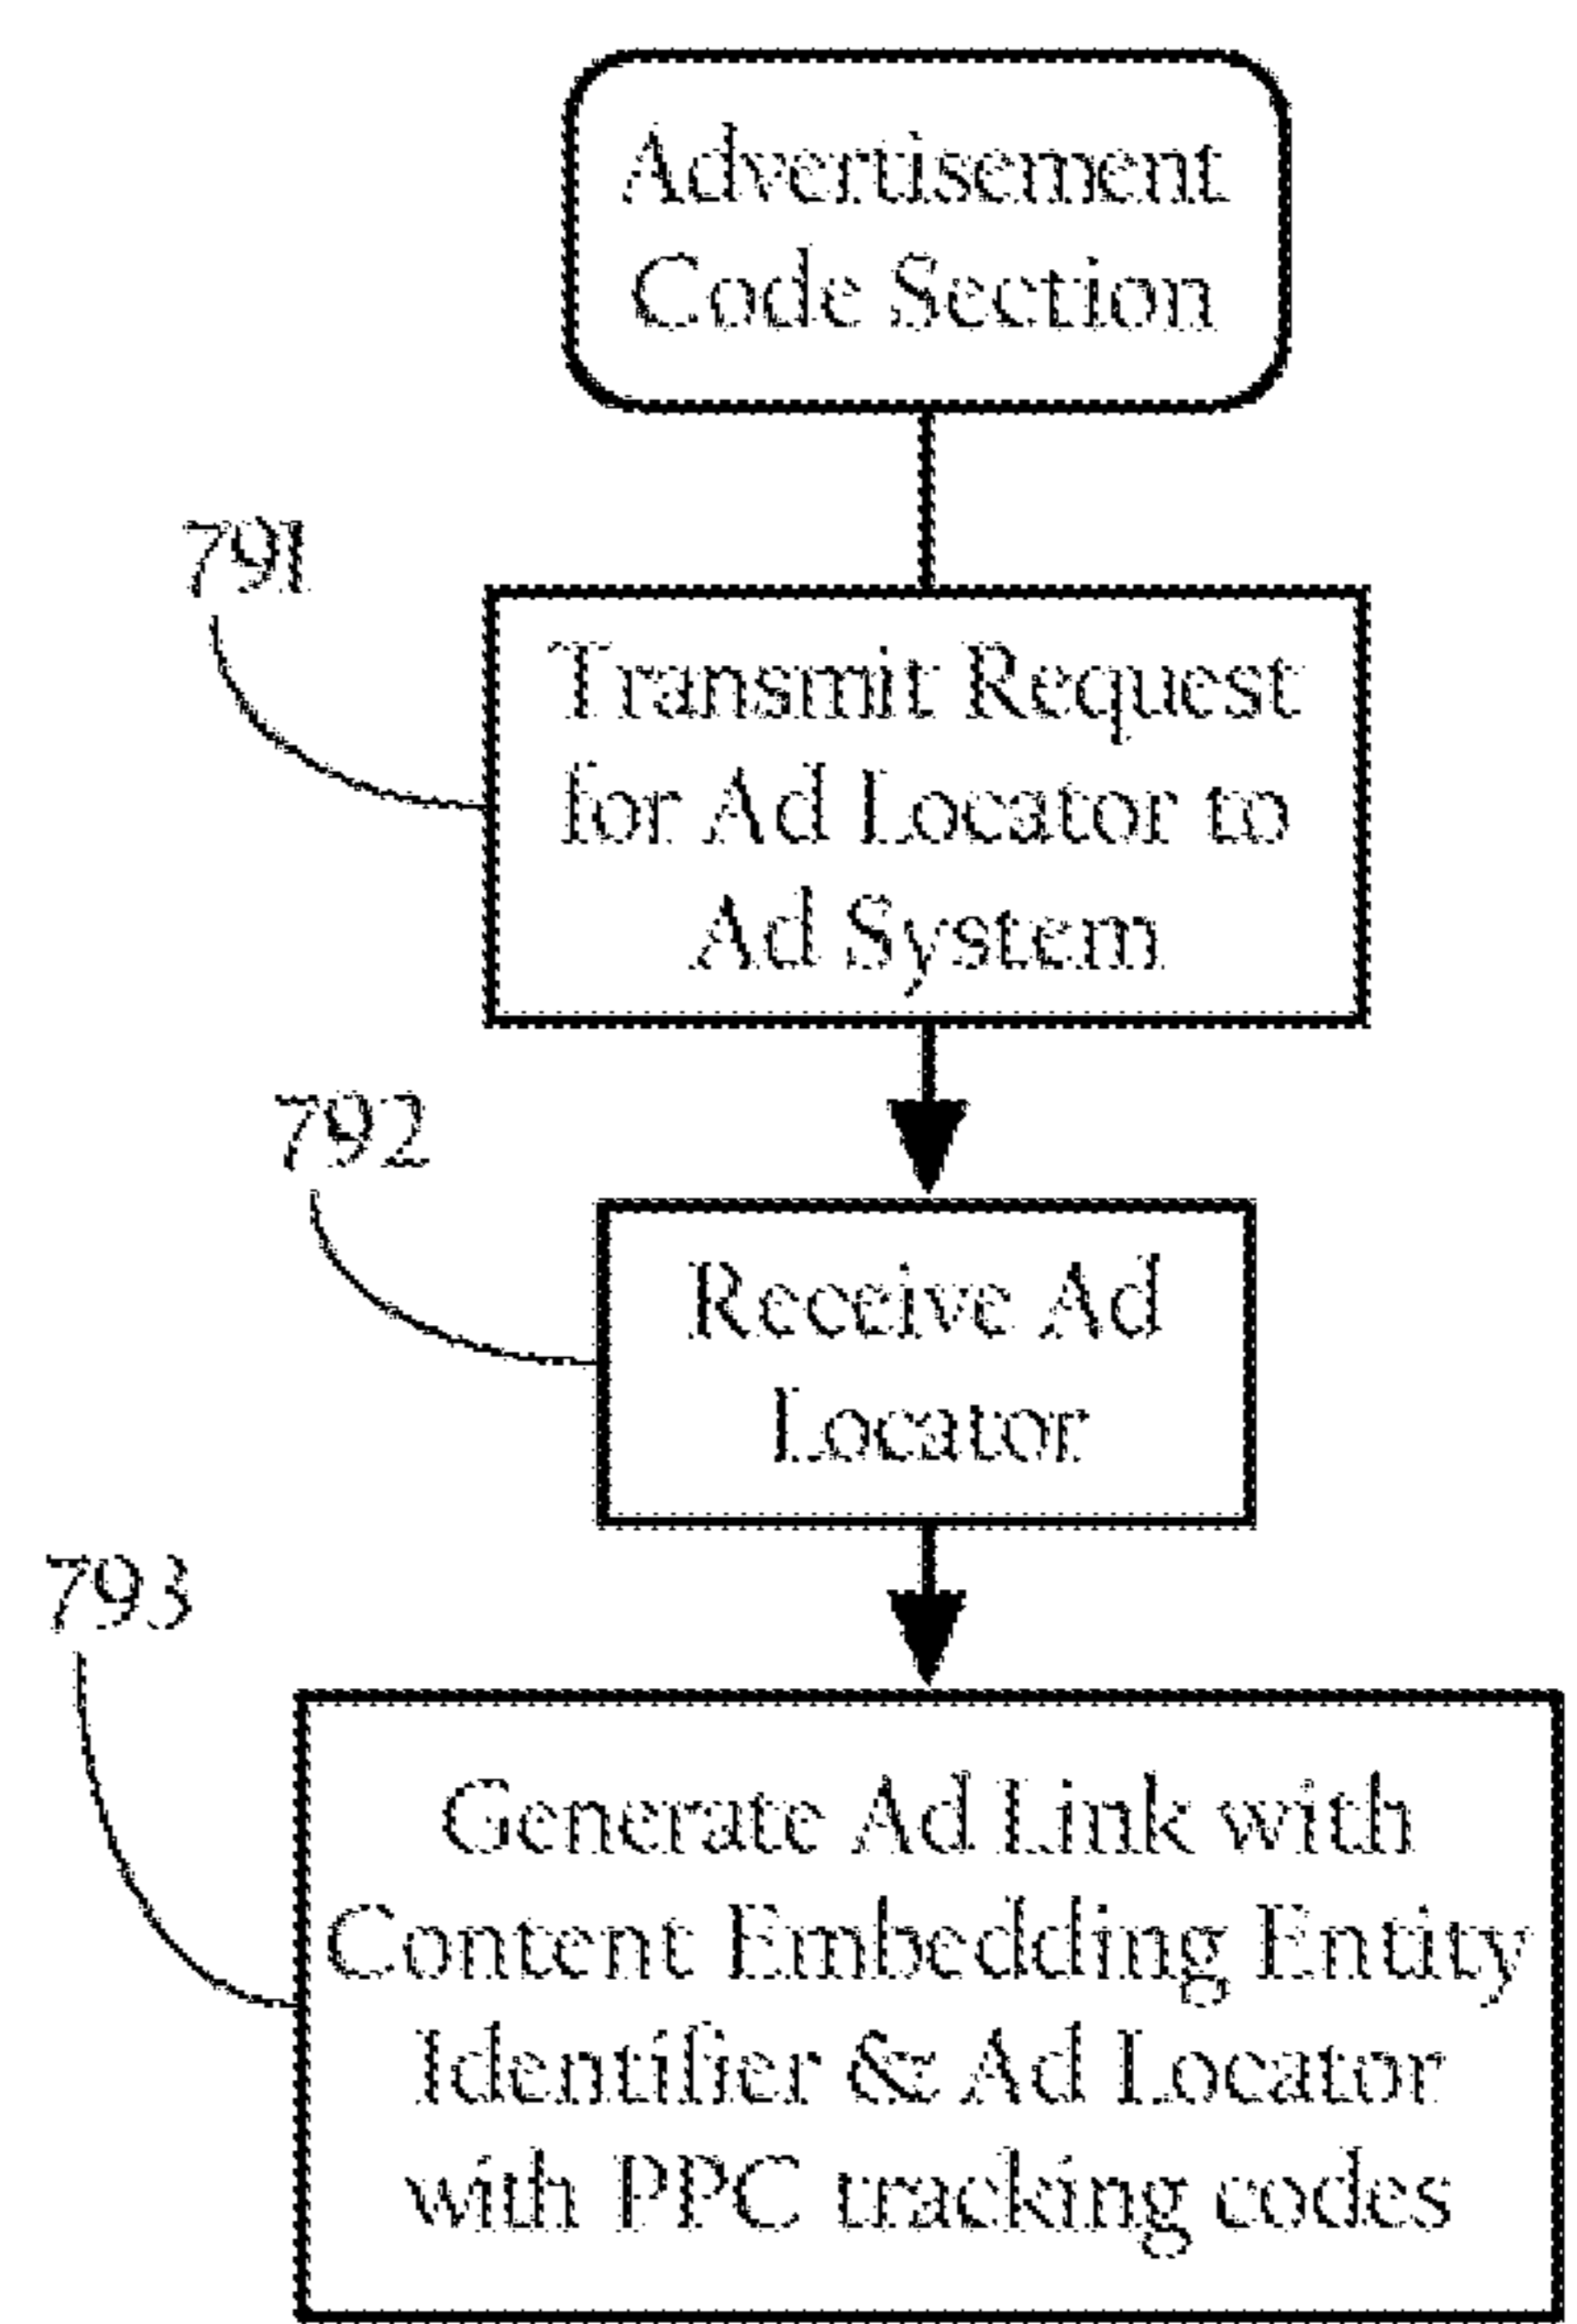 Advertisement
Code Section
791
Transmit Request
for Ad Locator to
Ad System
792
Receive Ad
Locator
793
Generate Ad Link with
Content Embedding Entity
Identifier & Ad Locator
with PPC tracking codes